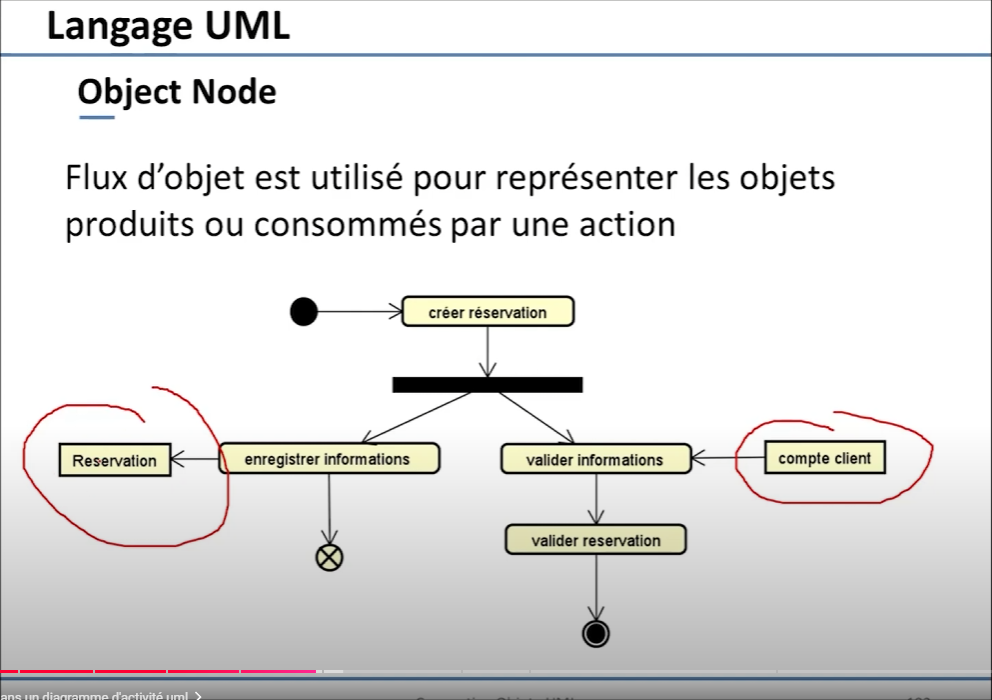 Langage UML
Object Node
Flux d’objet est utilisé pour représenter les objets
produits ou consommés par une action
créer réservation
Reservation
enregistrer informations
valider informations
compte client
valider reservation
ans un diagramme d'activité uml